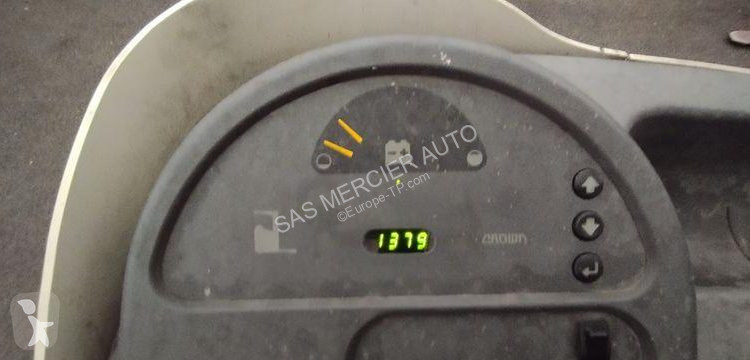 SAS MERCIER AUTO
©Europe-TP.com
1379
CROWN